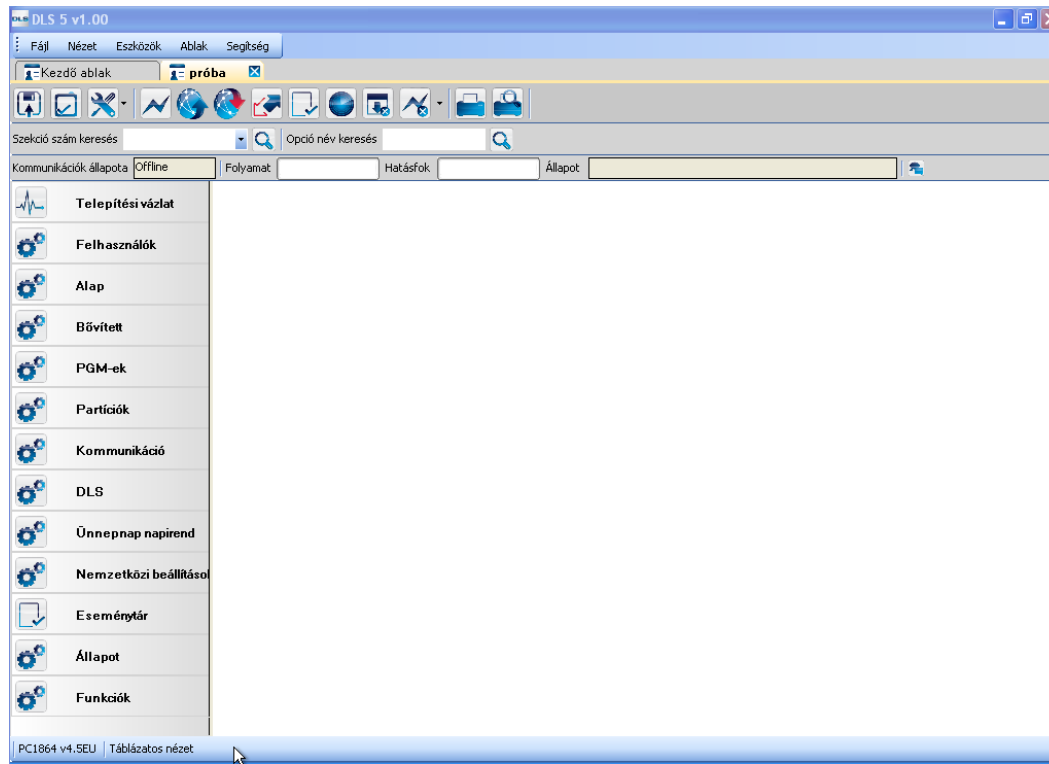 DLS DLS 5 v1.00
Fájl Nézet Eszközök Ablak Segítség
Kezdő ablak próba
Szekció szám keresés Opció név keresés
Kommunikációk állapota Offline Folyamat Hatásfok Állapot
Telepítési vázlat
Felhasználók
Alap
Bővített
PGM-ek
Partíciók
Kommunikáció
DLS
Ünnepnap napirend
Nemzetközi beállítások
Eseménytár
Állapot
Funkciók
PC1864 v4.5EU Táblázatos nézet